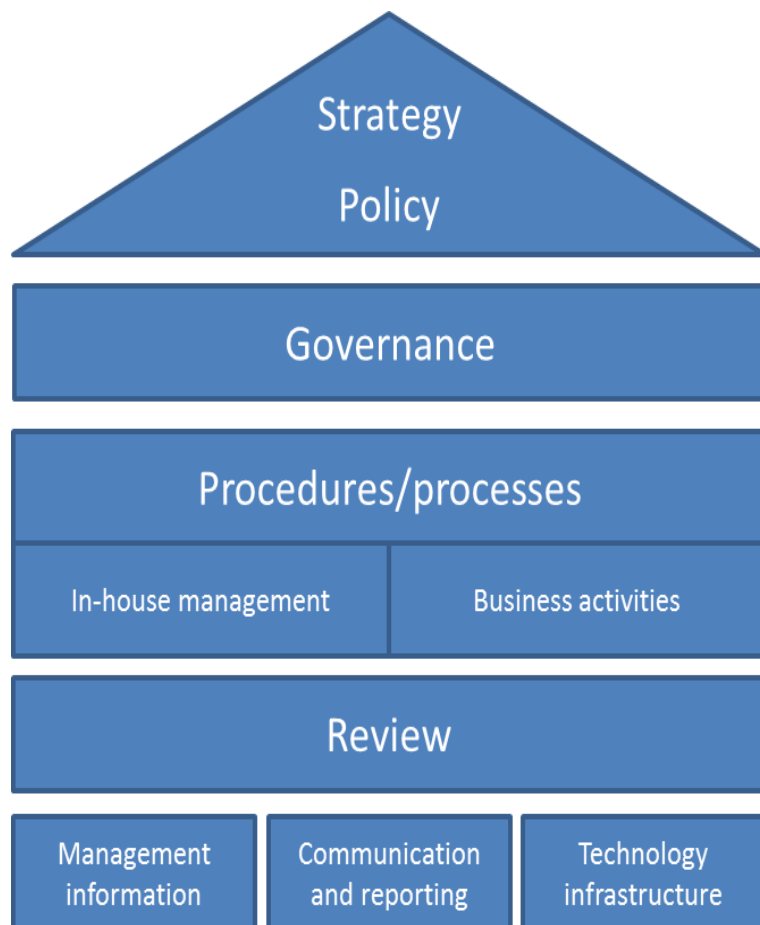 Strategy
Policy
Governance
Procedures/processes
In-house management
Business activities
Review
Management
information
Communication
and reporting
Technology
infrastructure